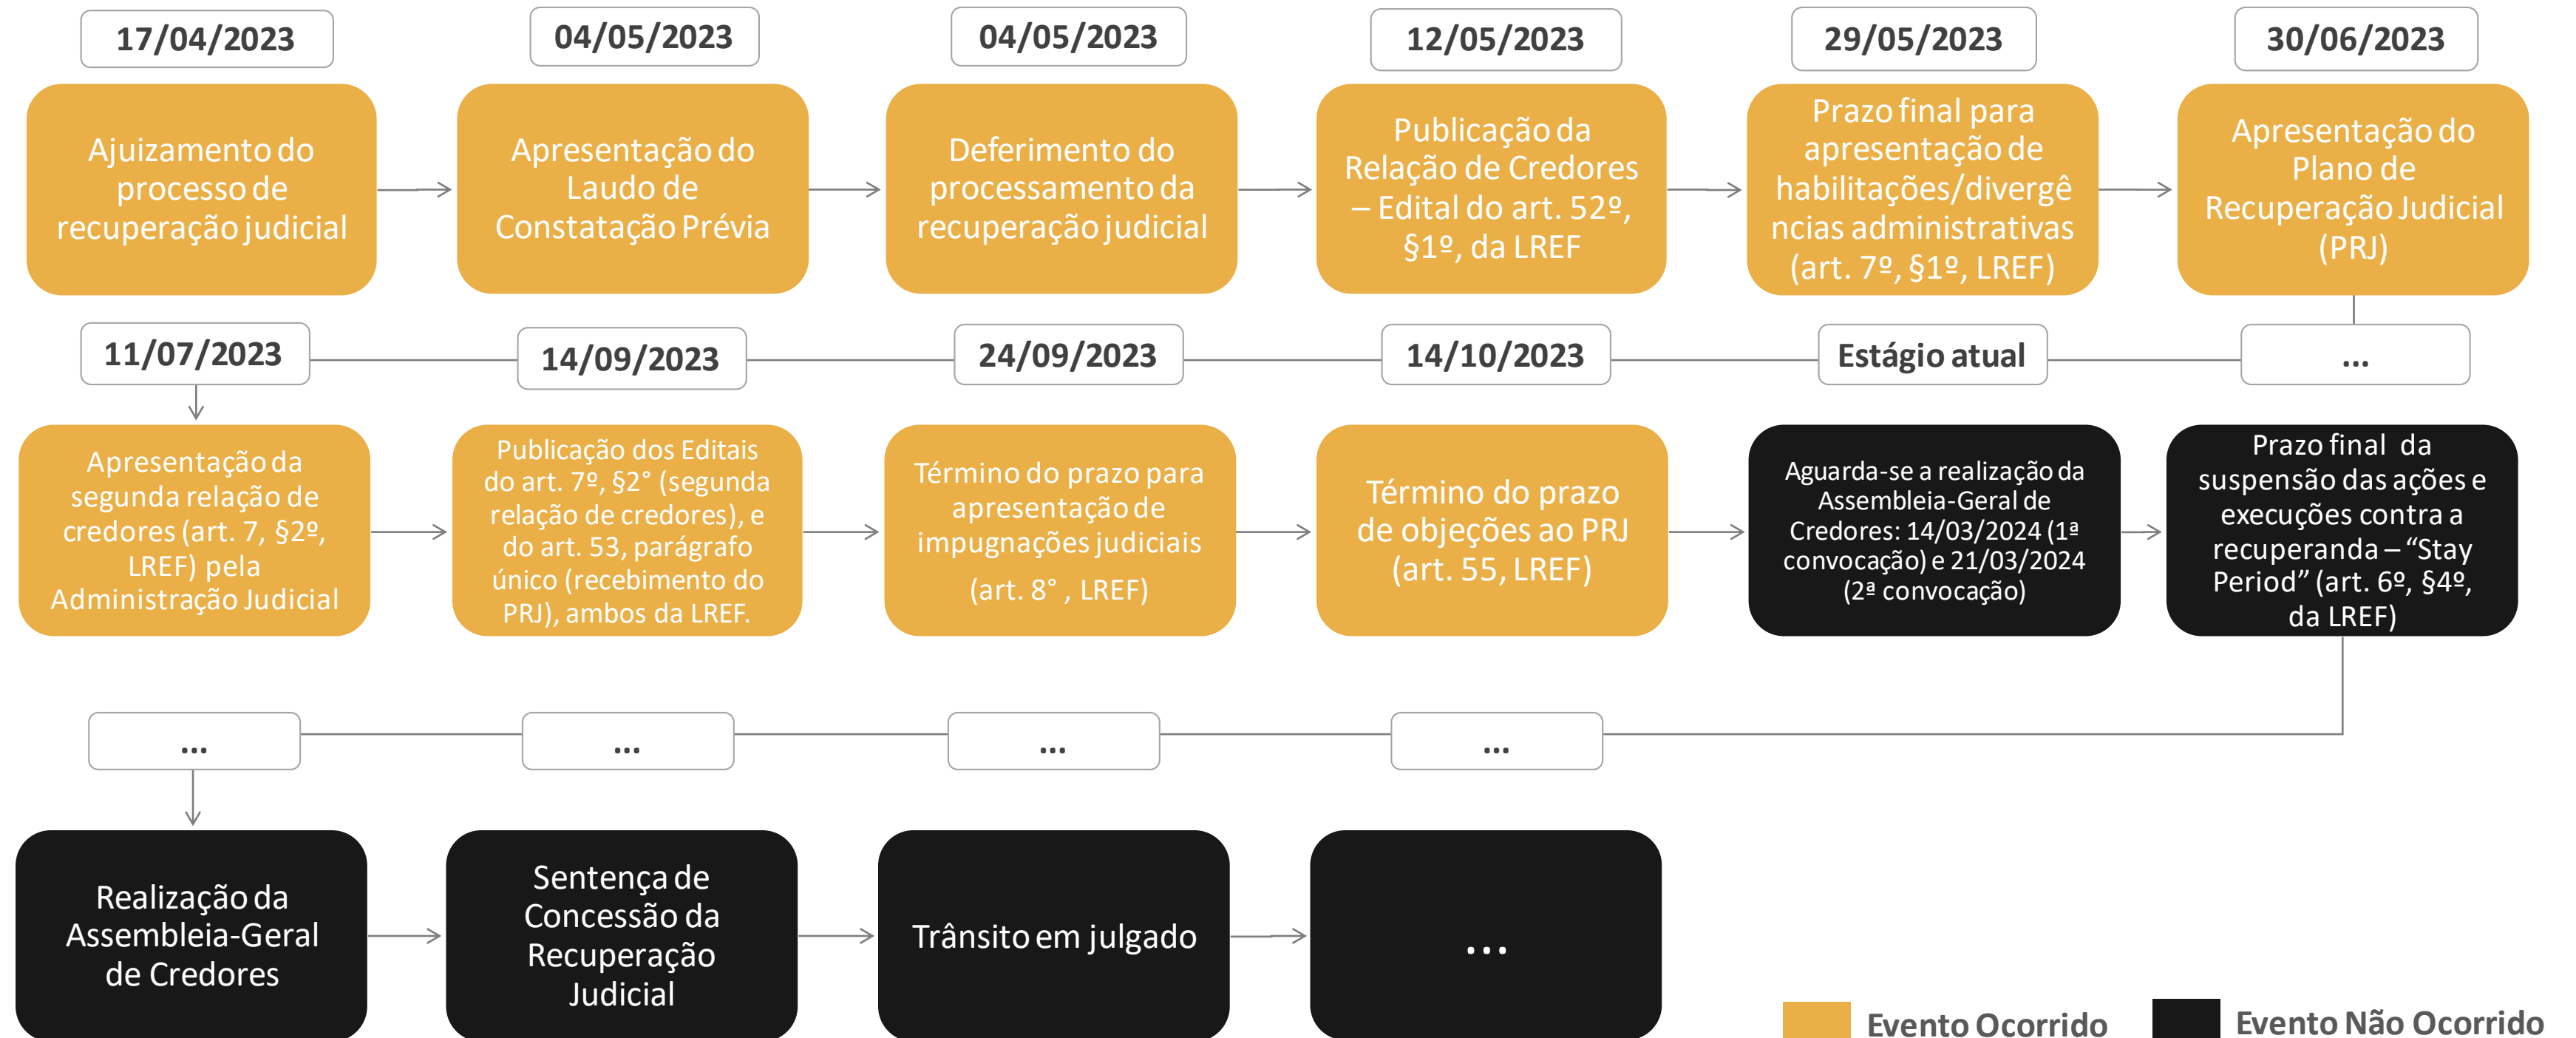 17/04/2023
04/05/2023
04/05/2023
12/05/2023
29/05/2023
30/06/2023
Ajuizamento do
processo de
recuperação judicial
Apresentação do
Laudo de
Constatação Prévia
Deferimento do
processamento da
recuperação judicial
Publicação da
Relação de Credores
– Edital do art. 52º,
§1º, da LREF
Prazo final para
apresentação de
habilitações/divergê
ncias administrativas
(art. 7º, §1º, LREF)
Apresentação do
Plano de
Recuperação Judicial
(PRJ)
11/07/2023
14/09/2023
24/09/2023
14/10/2023
Estágio atual
...
Apresentação da
segunda relação de
credores (art. 7, §2º,
LREF) pela
Administração Judicial
Publicação dos Editais
do art. 7º, §2° (segunda
relação de credores), e
do art. 53, parágrafo
único (recebimento do
PRJ), ambos da LREF.
Término do prazo para
apresentação de
impugnações judiciais
(art. 8° , LREF)
Término do prazo
de objeções ao PRJ
(art. 55, LREF)
Aguarda-se a realização da
Assembleia-Geral de
Credores: 14/03/2024 (1ª
convocação) e 21/03/2024
(2ª convocação)
Prazo final da
suspensão das ações e
execuções contra a
recuperanda – “Stay
Period” (art. 6º, §4º,
da LREF)
...
...
...
...
Realização da
Assembleia-Geral
de Credores
Sentença de
Concessão da
Recuperação
Judicial
Trânsito em julgado
...
Evento Ocorrido
Evento Não Ocorrido